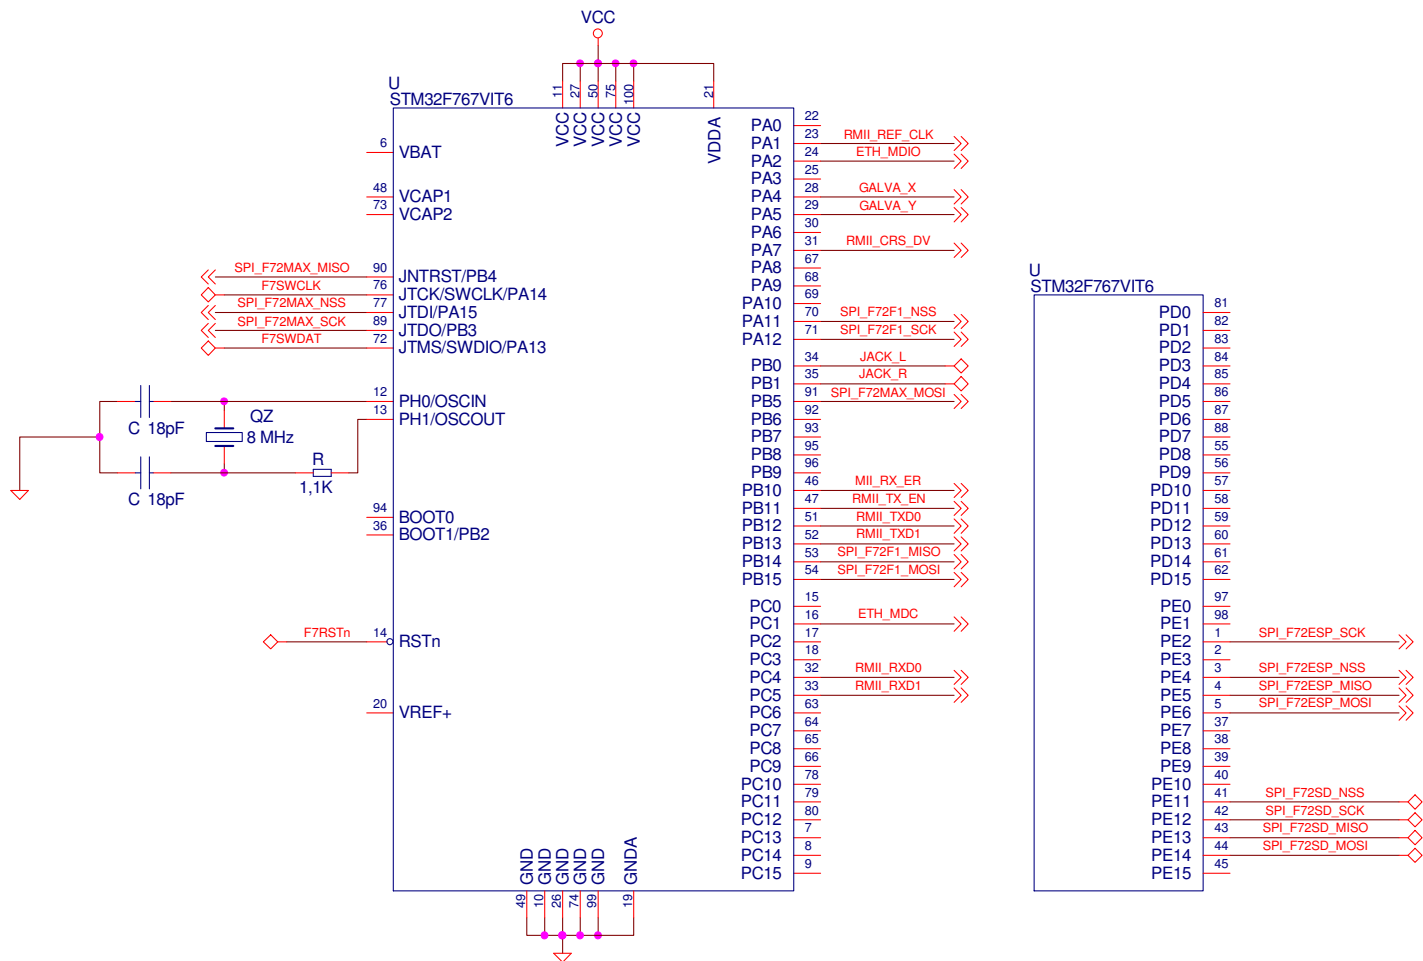 VCC
U
STM32F767VIT6
11 27 50 75 100 21
VCC VCC VCC VCC VCC VDDA
6 VBAT
48 VCAP1
73 VCAP2
SPI_F72MAX_MISO 90 JNTRST/PB4
F7SWCLK 76 JTCK/SWCLK/PA14
SPI_F72MAX_NSS 77 JTDI/PA15
SPI_F72MAX_SCK 89 JTDO/PB3
F7SWDAT 72 JTMS/SWDIO/PA13
12 PH0/OSCIN
13 PH1/OSCOUT
C 18pF
QZ
8 MHz
R
1,1K
C 18pF
94 BOOT0
36 BOOT1/PB2
F7RSTn 14 RSTn
20 VREF+
PA0 22
PA1 23 RMII_REF_CLK
PA2 24 ETH_MDIO
PA3 25
PA4 28 GALVA_X
PA5 29 GALVA_Y
PA6 30
PA7 31 RMII_CRS_DV
PA8 67
PA9 68
PA10 69
PA11 70 SPI_F72F1_NSS
PA12 71 SPI_F72F1_SCK
PB0 34 JACK_L
PB1 35 JACK_R
PB5 91 SPI_F72MAX_MOSI
PB6 92
PB7 93
PB8 95
PB9 96
PB10 46 MII_RX_ER
PB11 47 RMII_TX_EN
PB12 51 RMII_TXD0
PB13 52 RMII_TXD1
PB14 53 SPI_F72F1_MISO
PB15 54 SPI_F72F1_MOSI
PC0 15
PC1 16 ETH_MDC
PC2 17
PC3 18
PC4 32 RMII_RXD0
PC5 33 RMII_RXD1
PC6 63
PC7 64
PC8 65
PC9 66
PC10 78
PC11 79
PC12 80
PC13 7
PC14 8
PC15 9
GND GND GND GND GND GNDA
49 10 26 74 99 19
U
STM32F767VIT6
PD0 81
PD1 82
PD2 83
PD3 84
PD4 85
PD5 86
PD6 87
PD7 88
PD8 55
PD9 56
PD10 57
PD11 58
PD12 59
PD13 60
PD14 61
PD15 62
PE0 97
PE1 98
PE2 1 SPI_F72ESP_SCK
PE3 2
PE4 3 SPI_F72ESP_NSS
PE5 4 SPI_F72ESP_MISO
PE6 5 SPI_F72ESP_MOSI
PE7 37
PE8 38
PE9 39
PE10 40
PE11 41 SPI_F72SD_NSS
PE12 42 SPI_F72SD_SCK
PE13 43 SPI_F72SD_MISO
PE14 44 SPI_F72SD_MOSI
PE15 45